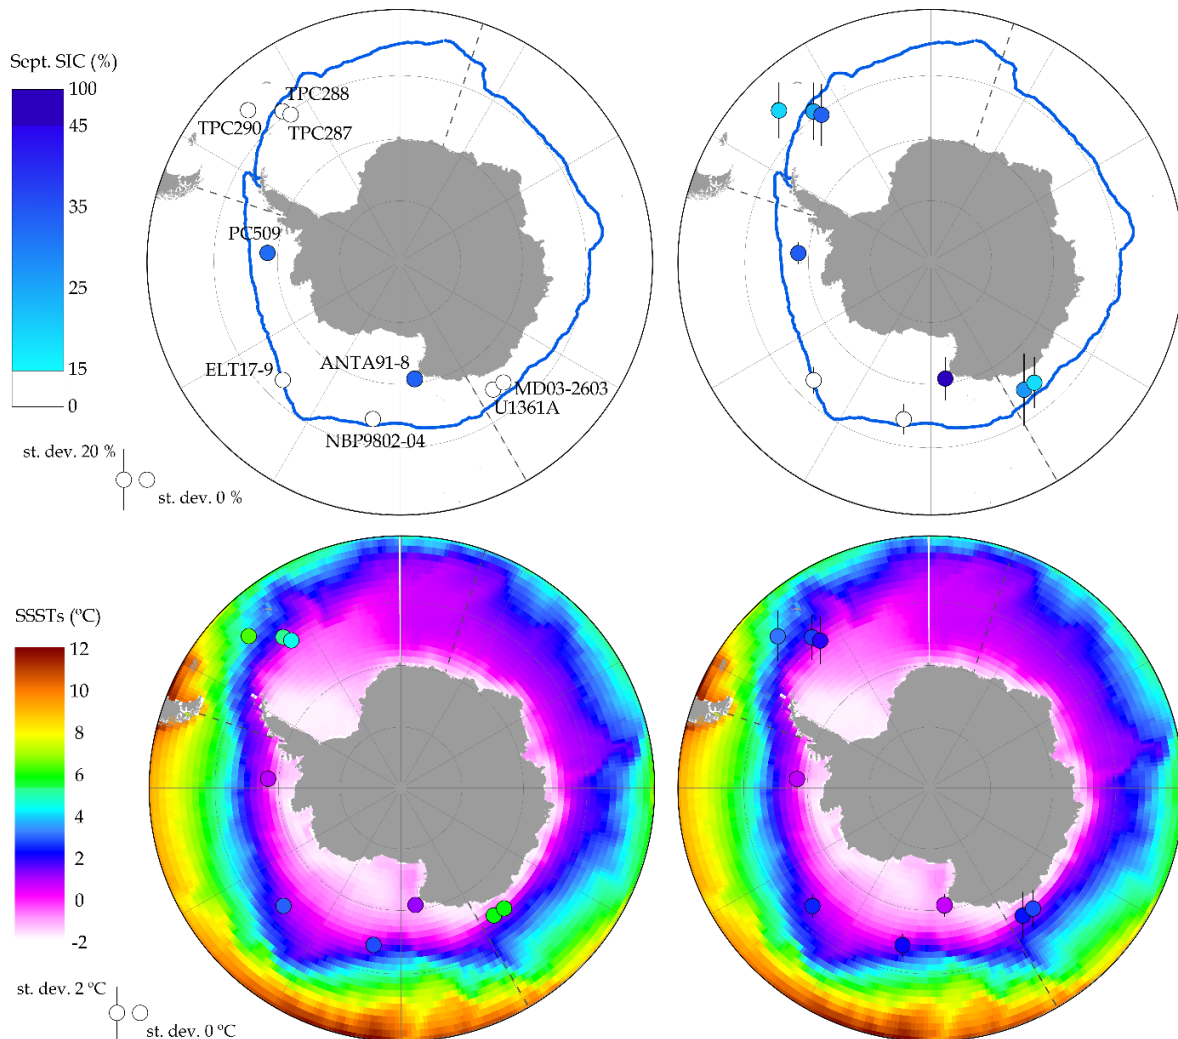 Sept. SIC (%)
100
45
35
25
15
0
st. dev. 20 %
st. dev. 0 %
TPC288
TPC290
TPC287
PC509
ELT17-9
ANTA91-8
MD03-2603
U1361A
NBP9802-04
SSSTs (ºC)
12
10
8
6
4
2
0
-2
st. dev. 2 ºC
st. dev. 0 ºC